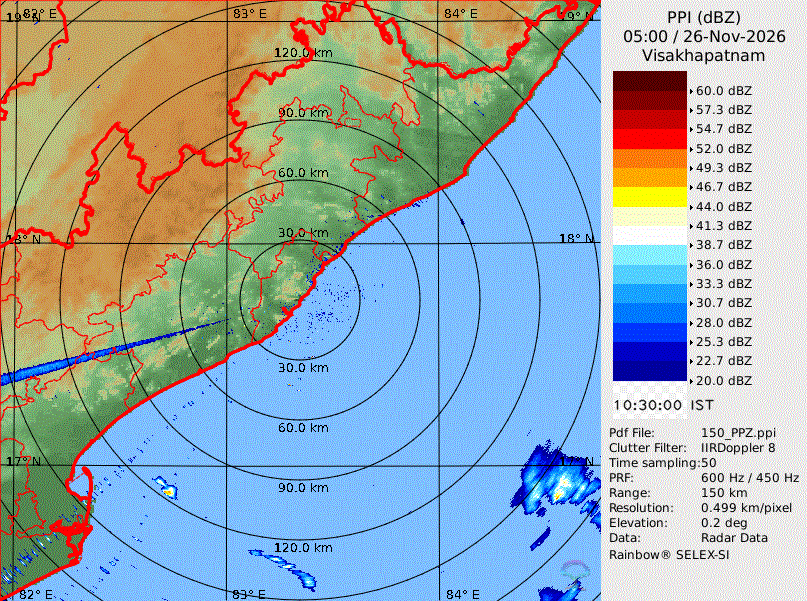 PPI (dBZ)
05:00 / 26-Nov-2026
Visakhapatnam
60.0 dBZ
57.3 dBZ
54.7 dBZ
52.0 dBZ
49.3 dBZ
46.7 dBZ
44.0 dBZ
41.3 dBZ
38.7 dBZ
36.0 dBZ
33.3 dBZ
30.7 dBZ
28.0 dBZ
25.3 dBZ
22.7 dBZ
20.0 dBZ
10:30:00 IST
Pdf File: 150_PPZ.ppi
Clutter Filter: IIRDoppler 8
Time sampling:50
PRF: 600 Hz / 450 Hz
Range: 150 km
Resolution: 0.499 km/pixel
Elevation: 0.2 deg
Data: Radar Data
Rainbow® SELEX-SI
82° E 83° E 84° E
19° N 19° N
120.0 km
90.0 km
60.0 km
30.0 km
18° N 18° N
30.0 km
60.0 km
17° N 17° N
90.0 km
120.0 km
82° E 83° E 84° E